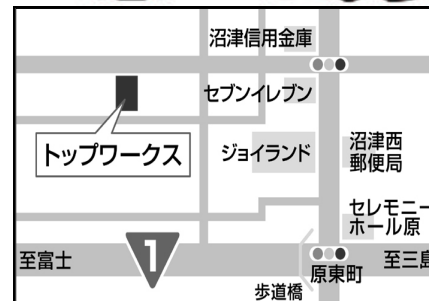 沼津信用金庫
セブンイレブン
トップワークス
ジョイランド
沼津西
郵便局
セレモニー
ホール原
至富士
1
原東町
至三島
歩道橋